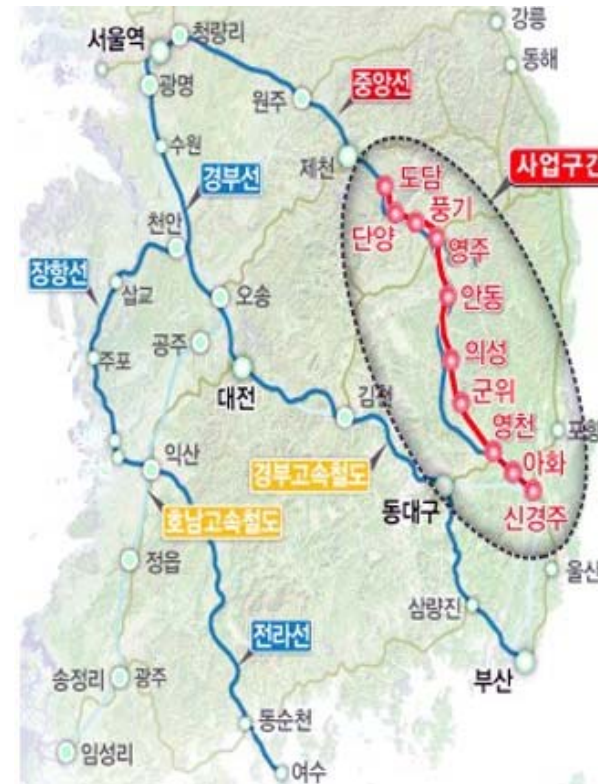 강릉
청량리
서울역
동해
광명
원주
중앙선
수원
제천
사업구간
도담
경부선
풍기
단양
천안
영주
장항선
삽교
오송
안동
공주
주포
의성
대전
군위
김천
영천
포항
익산
아화
경부고속철도
동대구
신경주
호남고속철도
정읍
울산
삼량진
전라선
송정리
광주
부산
동순천
임성리
여수